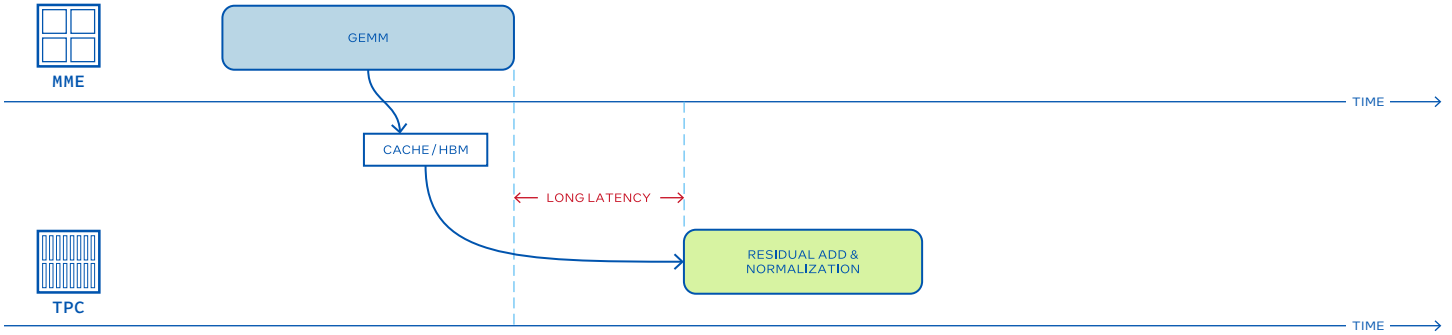 GEMM
MME
TIME
CACHE / HBM
LONG LATENCY
RESIDUAL ADD &
NORMALIZATION
TPC
TIME